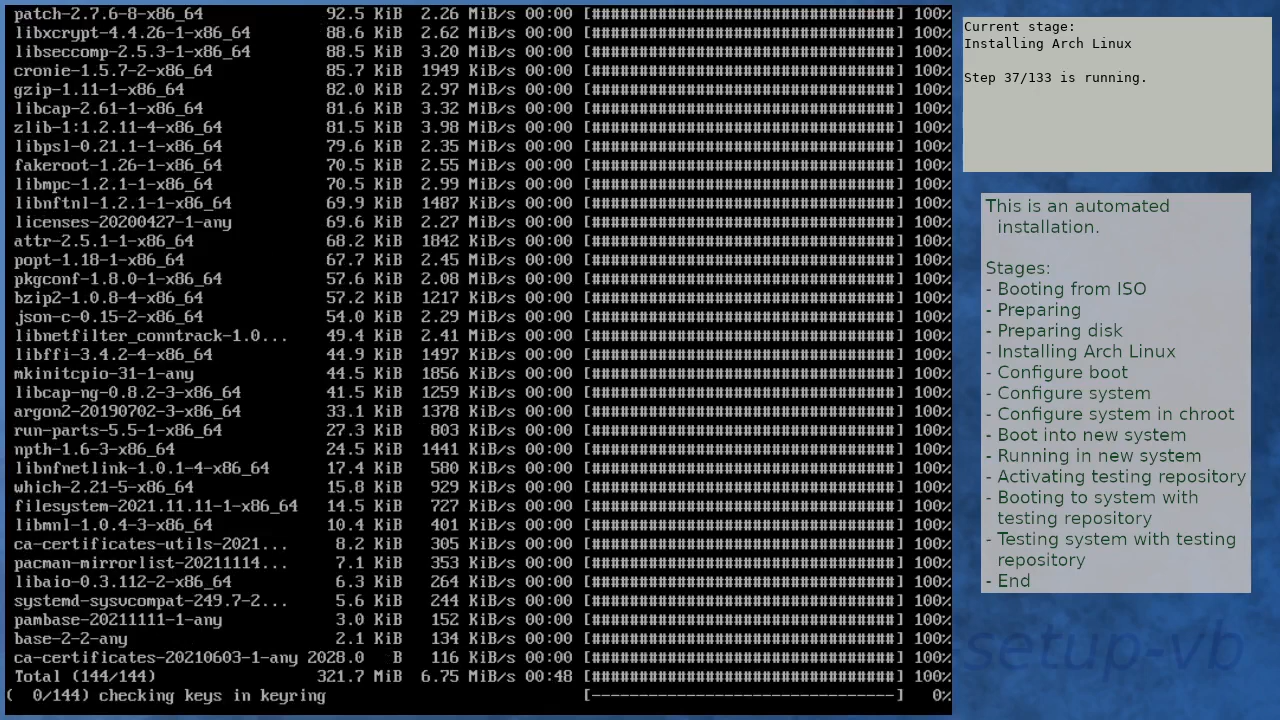 patch-2.7.6-8-x86_64 92.5 KiB 2.26 MiB/s 00:00 [################################] 100%
libxcrypt-4.4.26-1-x86_64 88.6 KiB 2.62 MiB/s 00:00 [################################] 100%
libseccomp-2.5.3-1-x86_64 88.5 KiB 3.20 MiB/s 00:00 [################################] 100%
cronie-1.5.7-2-x86_64 85.7 KiB 1949 KiB/s 00:00 [################################] 100%
gzip-1.11-1-x86_64 82.0 KiB 2.97 MiB/s 00:00 [################################] 100%
libcap-2.61-1-x86_64 81.6 KiB 3.32 MiB/s 00:00 [################################] 100%
zlib-1:1.2.11-4-x86_64 81.5 KiB 3.98 MiB/s 00:00 [################################] 100%
libpsl-0.21.1-1-x86_64 79.6 KiB 2.35 MiB/s 00:00 [################################] 100%
fakeroot-1.26-1-x86_64 70.5 KiB 2.55 MiB/s 00:00 [################################] 100%
libmpc-1.2.1-1-x86_64 70.5 KiB 2.99 MiB/s 00:00 [################################] 100%
libnftnl-1.2.1-1-x86_64 69.9 KiB 1487 KiB/s 00:00 [################################] 100%
licenses-20200427-1-any 69.6 KiB 2.27 MiB/s 00:00 [################################] 100%
attr-2.5.1-1-x86_64 68.2 KiB 1842 KiB/s 00:00 [################################] 100%
popt-1.18-1-x86_64 67.7 KiB 2.45 MiB/s 00:00 [################################] 100%
pkgconf-1.8.0-1-x86_64 57.6 KiB 2.08 MiB/s 00:00 [################################] 100%
bzip2-1.0.8-4-x86_64 57.2 KiB 1217 KiB/s 00:00 [################################] 100%
json-c-0.15-2-x86_64 54.0 KiB 2.29 MiB/s 00:00 [################################] 100%
libnetfilter_conntrack-1.0... 49.4 KiB 2.41 MiB/s 00:00 [################################] 100%
libffi-3.4.2-4-x86_64 44.9 KiB 1497 KiB/s 00:00 [################################] 100%
mkinitcpio-31-1-any 44.5 KiB 1856 KiB/s 00:00 [################################] 100%
libcap-ng-0.8.2-3-x86_64 41.5 KiB 1259 KiB/s 00:00 [################################] 100%
argon2-20190702-3-x86_64 33.1 KiB 1378 KiB/s 00:00 [################################] 100%
run-parts-5.5-1-x86_64 27.3 KiB 803 KiB/s 00:00 [################################] 100%
npth-1.6-3-x86_64 24.5 KiB 1441 KiB/s 00:00 [################################] 100%
libnfnetlink-1.0.1-4-x86_64 17.4 KiB 580 KiB/s 00:00 [################################] 100%
which-2.21-5-x86_64 15.8 KiB 929 KiB/s 00:00 [################################] 100%
filesystem-2021.11.11-1-x86_64 14.5 KiB 727 KiB/s 00:00 [################################] 100%
libmnl-1.0.4-3-x86_64 10.4 KiB 401 KiB/s 00:00 [################################] 100%
ca-certificates-utils-2021... 8.2 KiB 305 KiB/s 00:00 [################################] 100%
pacman-mirrorlist-20211114... 7.1 KiB 353 KiB/s 00:00 [################################] 100%
libaio-0.3.112-2-x86_64 6.3 KiB 264 KiB/s 00:00 [################################] 100%
systemd-sysvcompat-249.7-2... 5.6 KiB 244 KiB/s 00:00 [################################] 100%
pambase-20211111-1-any 3.0 KiB 152 KiB/s 00:00 [################################] 100%
base-2-2-any 2.1 KiB 134 KiB/s 00:00 [################################] 100%
ca-certificates-20210603-1-any 2028.0 B 116 KiB/s 00:00 [################################] 100%
Total (144/144) 321.7 MiB 6.75 MiB/s 00:48 [################################] 100%
( 0/144) checking keys in keyring [--------------------------------] 0%
Current stage:
Installing Arch Linux
Step 37/133 is running.
This is an automated
installation.
Stages:
- Booting from ISO
- Preparing
- Preparing disk
- Installing Arch Linux
- Configure boot
- Configure system
- Configure system in chroot
- Boot into new system
- Running in new system
- Activating testing repository
- Booting to system with
testing repository
- Testing system with testing
repository
- End
setup-vb